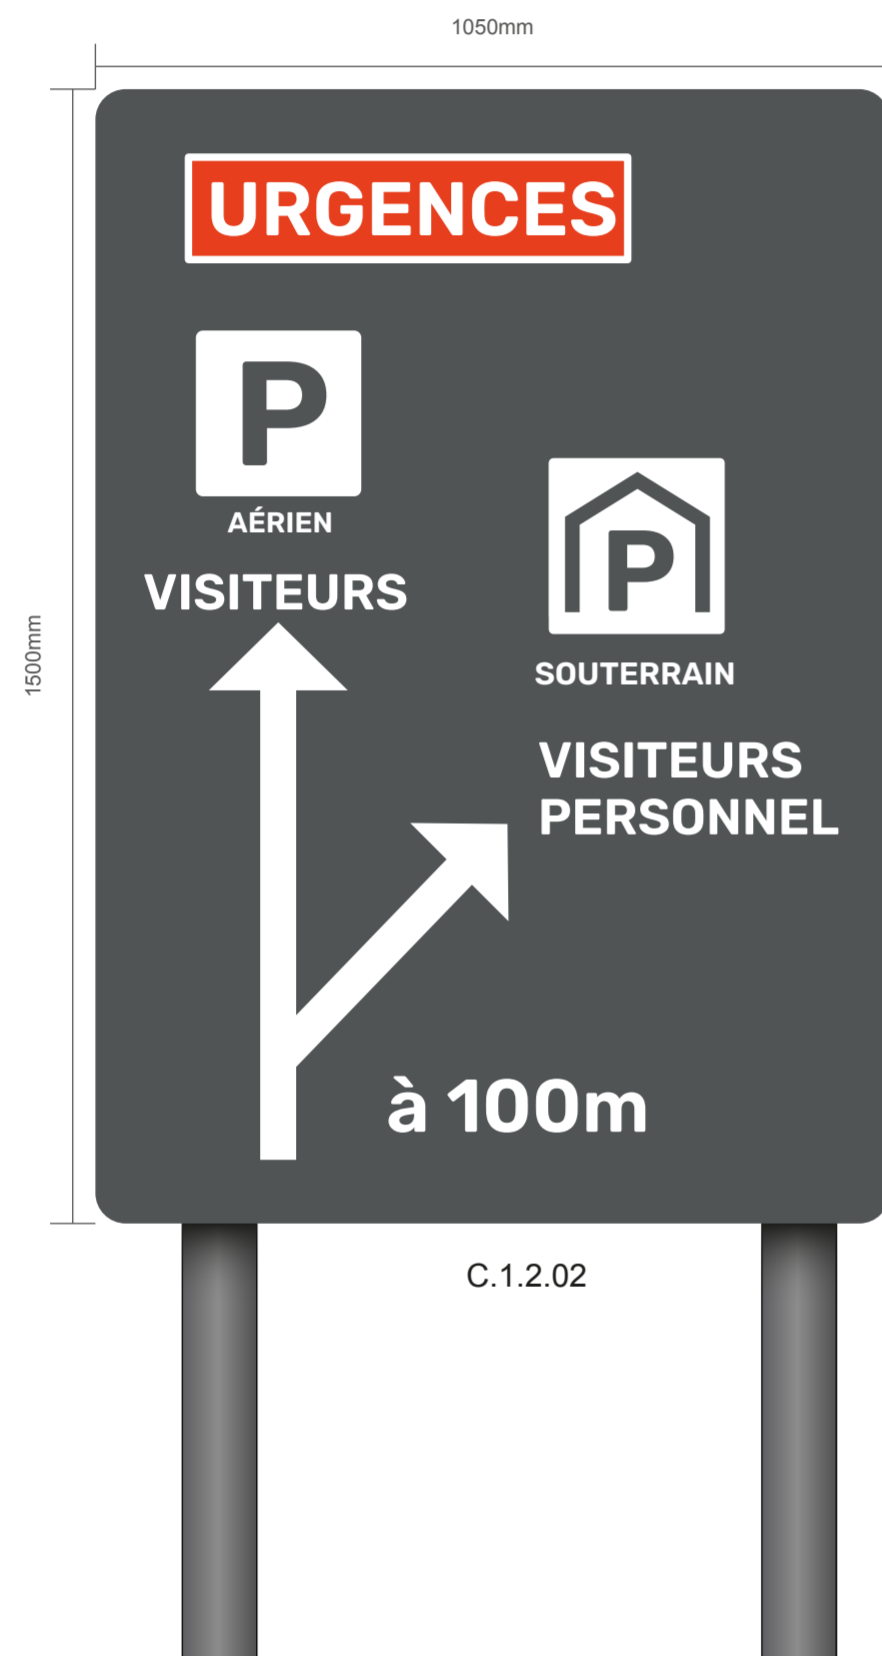 1050mm
1500mm
URGENCES
P
AÉRIEN
VISITEURS
P
SOUTERRAIN
VISITEURS
PERSONNEL
à 100m
C.1.2.02